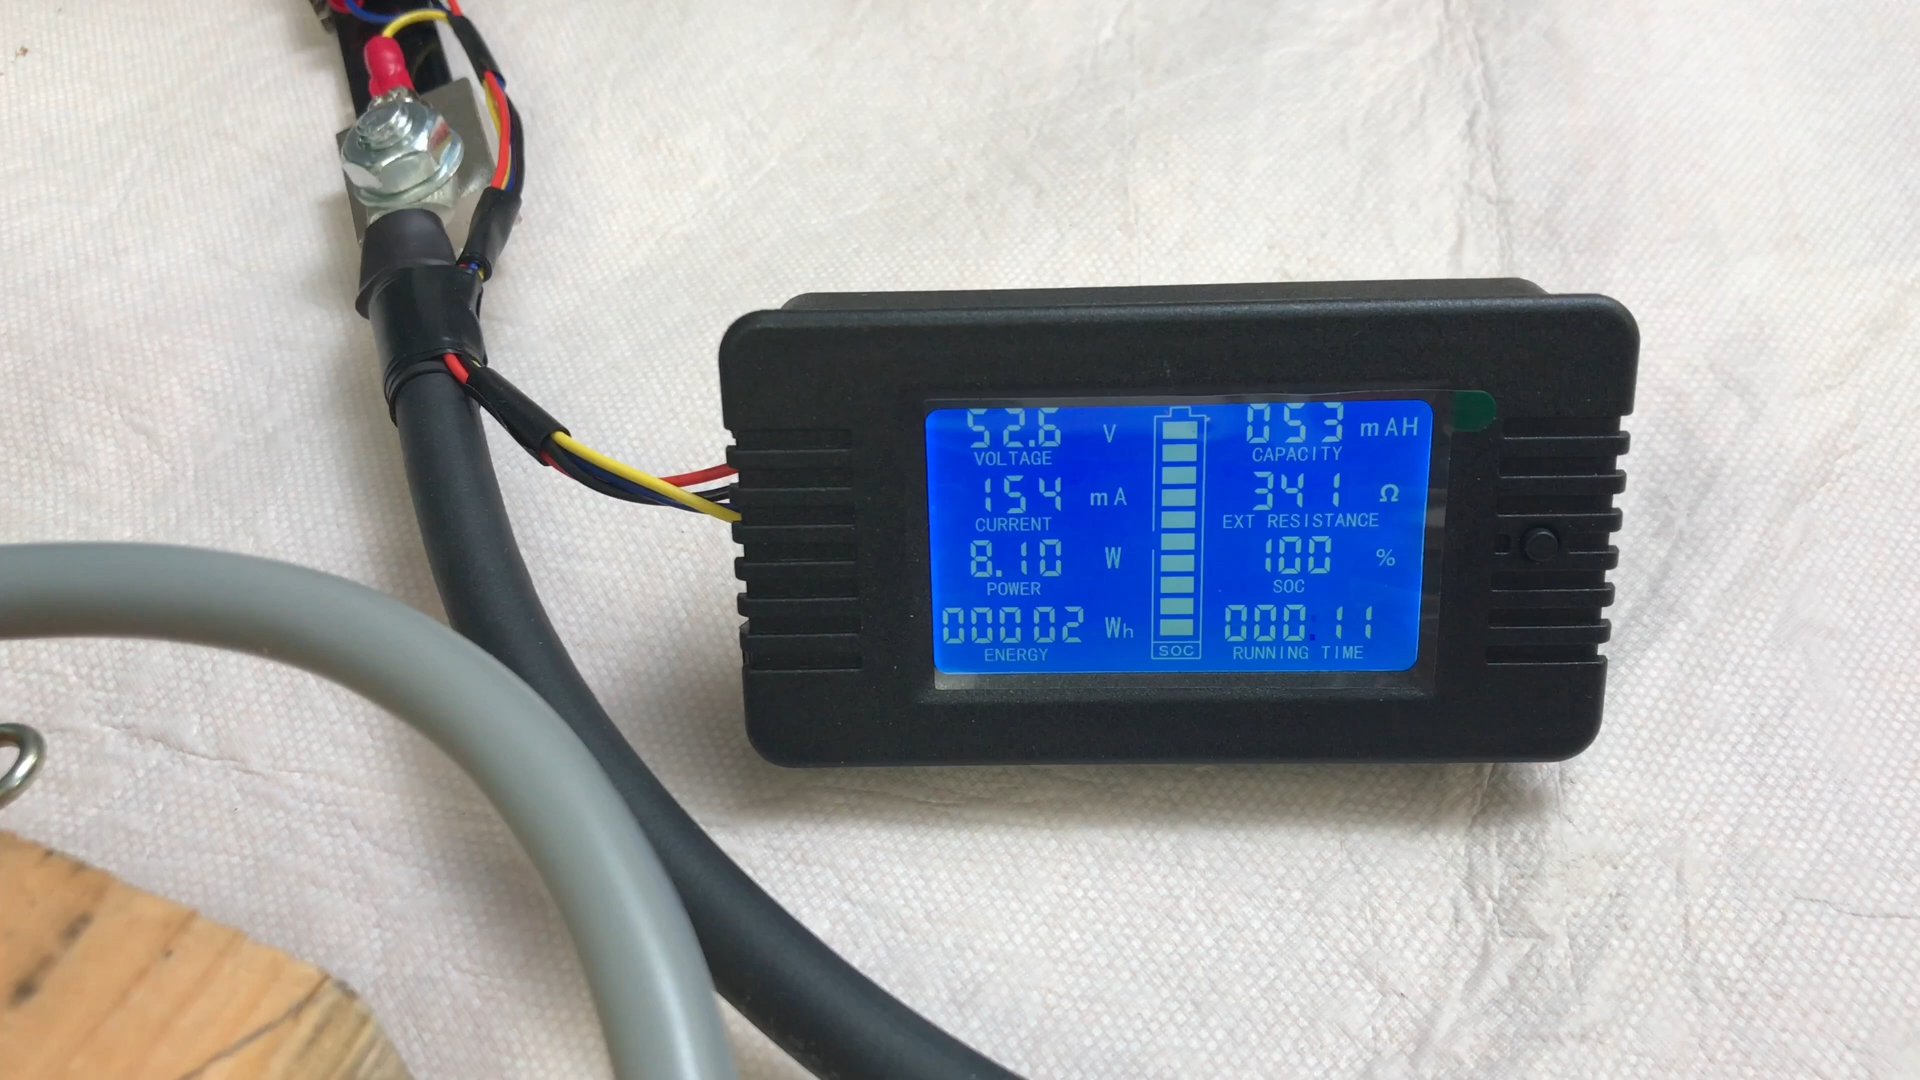 52.6 V
VOLTAGE
154 mA
CURRENT
8.10 W
POWER
00002 Wh
ENERGY
SOC
053 mAH
CAPACITY
341 Ω
EXT RESISTANCE
100 %
SOC
000:11
RUNNING TIME